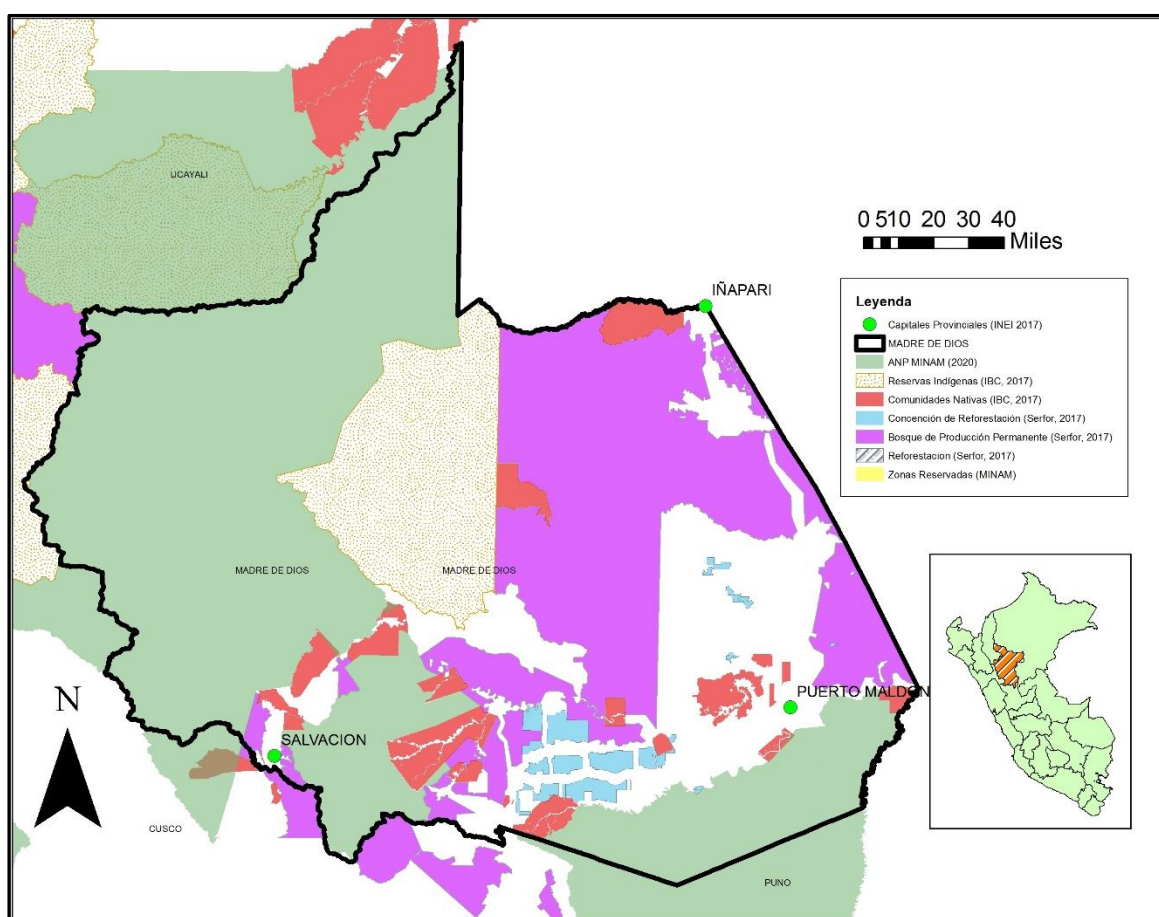 UCAYALI
0 510 20 30 40
Miles
IÑAPARI
Leyenda
Capitales Provinciales (INEI 2017)
MADRE DE DIOS
ANP MINAM (2020)
Reservas Indígenas (IBC, 2017)
Comunidades Nativas (IBC, 2017)
Concención de Reforestación (Serfor, 2017)
Bosque de Producción Permanente (Serfor, 2017)
Reforestacion (Serfor, 2017)
Zonas Reservadas (MINAM)
MADRE DE DIOS
MADRE DE DIOS
N
PUERTO MALDON
SALVACION
CUSCO
PUNO